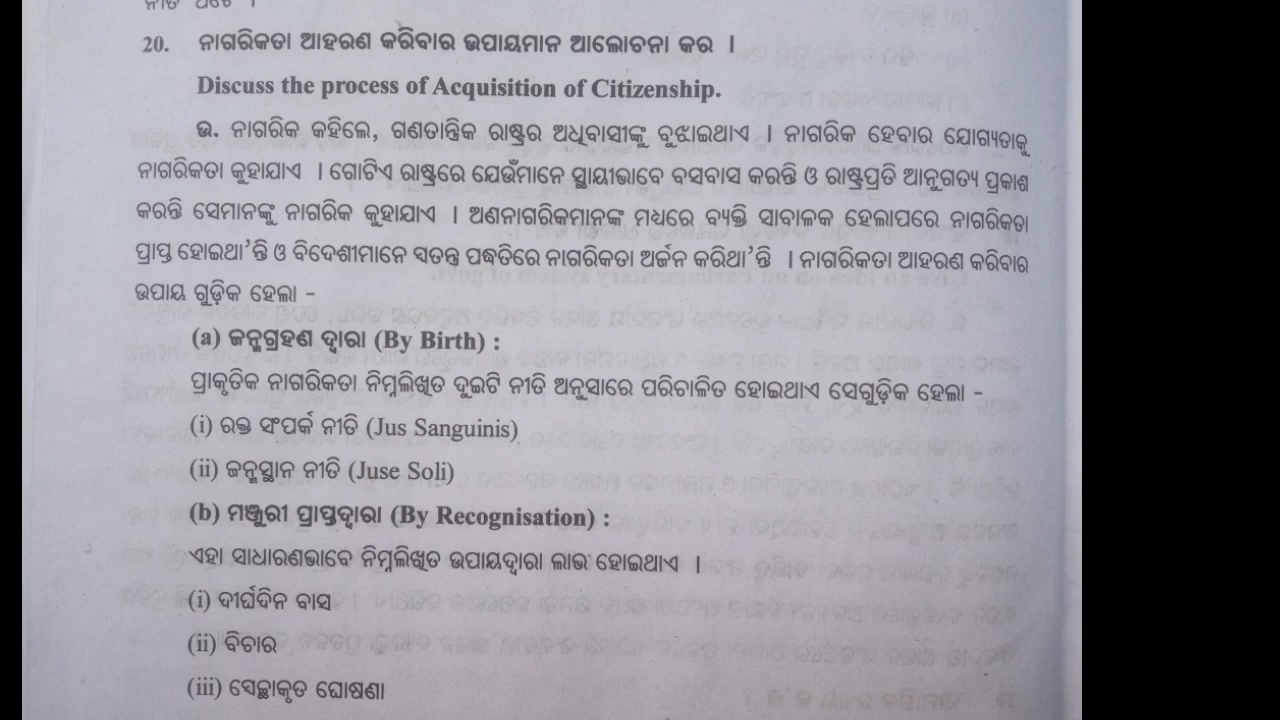 20. ନାଗରିକତା ଆହରଣ କରିବାର ଉପାୟମାନ ଆଲୋଚନା କର ।
Discuss the process of Acquisition of Citizenship.
ଉ. ନାଗରିକ କହିଲେ, ଗଣତାନ୍ତ୍ରିକ ରାଷ୍ଟ୍ରର ଅଧିବାସୀଙ୍କୁ ବୁଝାଇଥାଏ । ନାଗରିକ ହେବାର ଯୋଗ୍ୟତାକୁ
ନାଗରିକତା କୁହାଯାଏ । ଗୋଟିଏ ରାଷ୍ଟ୍ରରେ ଯେଉଁମାନେ ସ୍ଥାୟୀଭାବେ ବସବାସ କରନ୍ତି ଓ ରାଷ୍ଟ୍ରପ୍ରତି ଆନୁଗତ୍ୟ ପ୍ରକାଶ
କରନ୍ତି ସେମାନଙ୍କୁ ନାଗରିକ କୁହାଯାଏ । ଅଣନାଗରିକମାନଙ୍କ ମଧ୍ୟରେ ବ୍ୟକ୍ତି ସାବାଳକ ହେଲାପରେ ନାଗରିକତା
ପ୍ରାପ୍ତ ହୋଇଥା'ନ୍ତି ଓ ବିଦେଶୀମାନେ ସତନ୍ତ୍ର ପଦ୍ଧତିରେ ନାଗରିକତା ଅର୍ଜନ କରିଥା'ନ୍ତି । ନାଗରିକତା ଆହରଣ କରିବାର
ଉପାୟ ଗୁଡ଼ିକ ହେଲା –
(a) ଜନ୍ମଗ୍ରହଣ ଦ୍ୱାରା (By Birth) :
ପ୍ରାକୃତିକ ନାଗରିକତା ନିମ୍ନଲିଖିତ ଦୁଇଟି ନୀତି ଅନୁସାରେ ପରିଚାଳିତ ହୋଇଥାଏ ସେଗୁଡ଼ିକ ହେଲା –
(i) ରକ୍ତ ସଂପର୍କ ନୀତି (Jus Sanguinis)
(ii) ଜନ୍ମସ୍ଥାନ ନୀତି (Juse Soli)
(b) ମଞ୍ଜୁରୀ ପ୍ରାପ୍ତଦ୍ୱାରା (By Recognisation) :
ଏହା ସାଧାରଣଭାବେ ନିମ୍ନଲିଖିତ ଉପାୟଦ୍ୱାରା ଲାଭ ହୋଇଥାଏ ।
(i) ଦୀର୍ଘଦିନ ବାସ
(ii) ବିଚାର
(iii) ସେଚ୍ଛାକୃତ ଘୋଷଣା